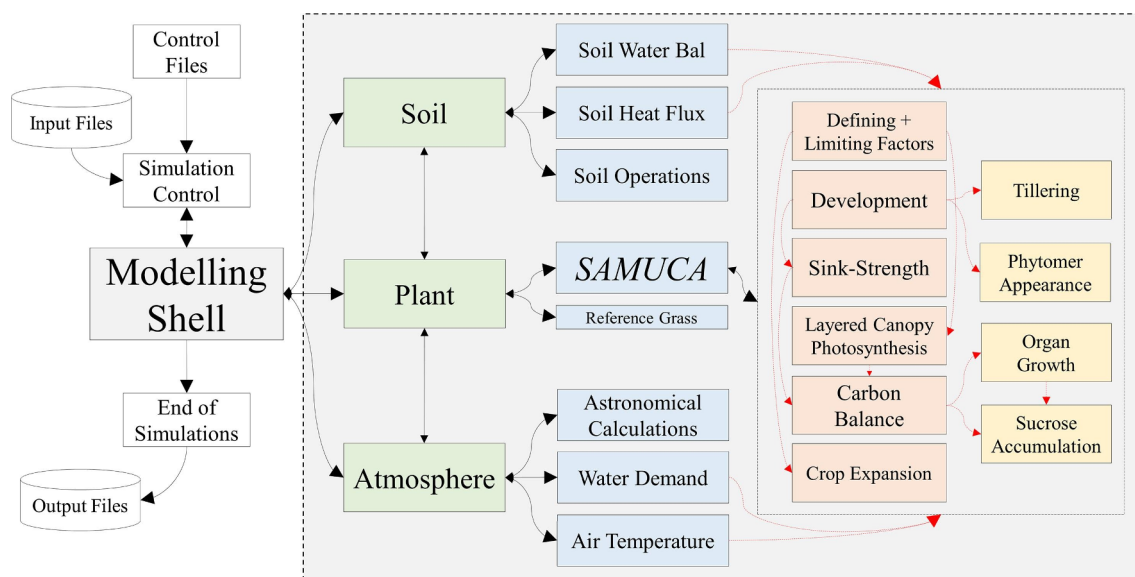 Control
Files
Input Files
Simulation
Control
Modelling
Shell
End of
Simulations
Output Files
Soil
Plant
Atmosphere
Soil Water Bal
Soil Heat Flux
Soil Operations
SAMUCA
Reference Grass
Astronomical
Calculations
Water Demand
Air Temperature
Defining +
Limiting Factors
Development
Sink-Strength
Layered Canopy
Photosynthesis
Carbon
Balance
Crop Expansion
Tillering
Phytomer
Appearance
Organ
Growth
Sucrose
Accumulation